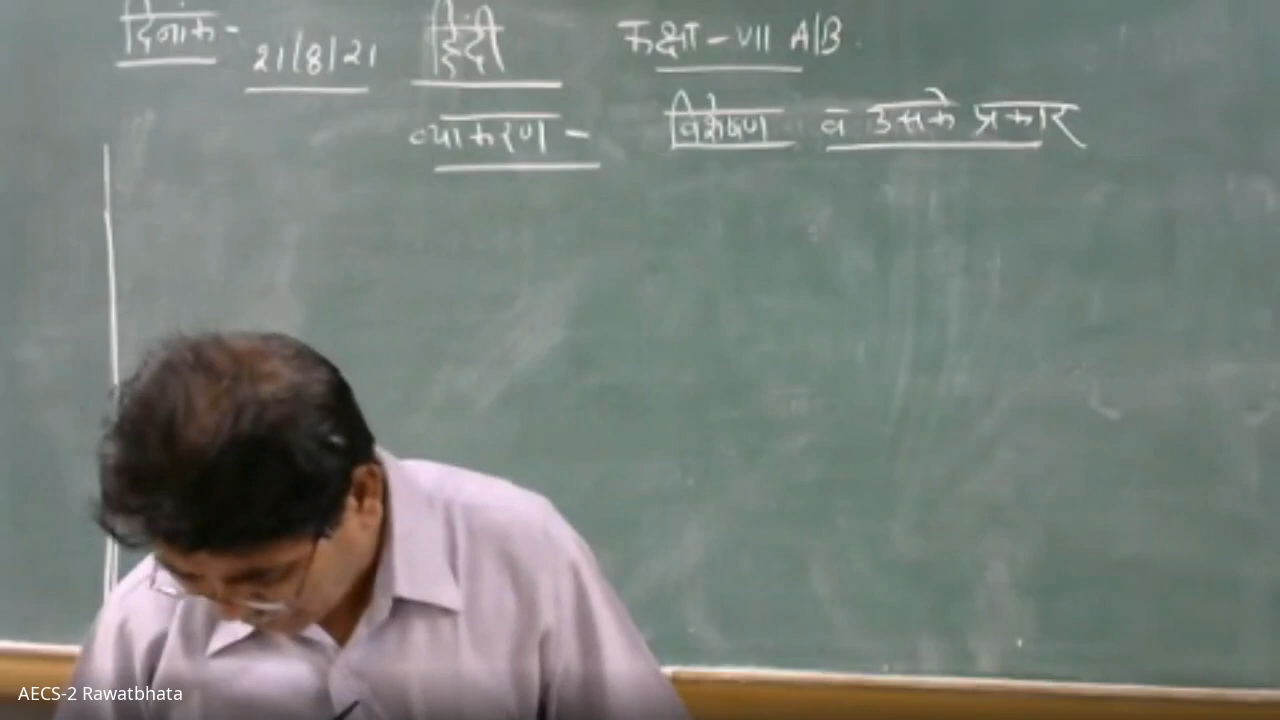 दिनांक - 21/8/21 हिंदी कक्षा - VII A|B
व्याकरण - विशेषण व उसके प्रकार
AECS-2 Rawatbhata